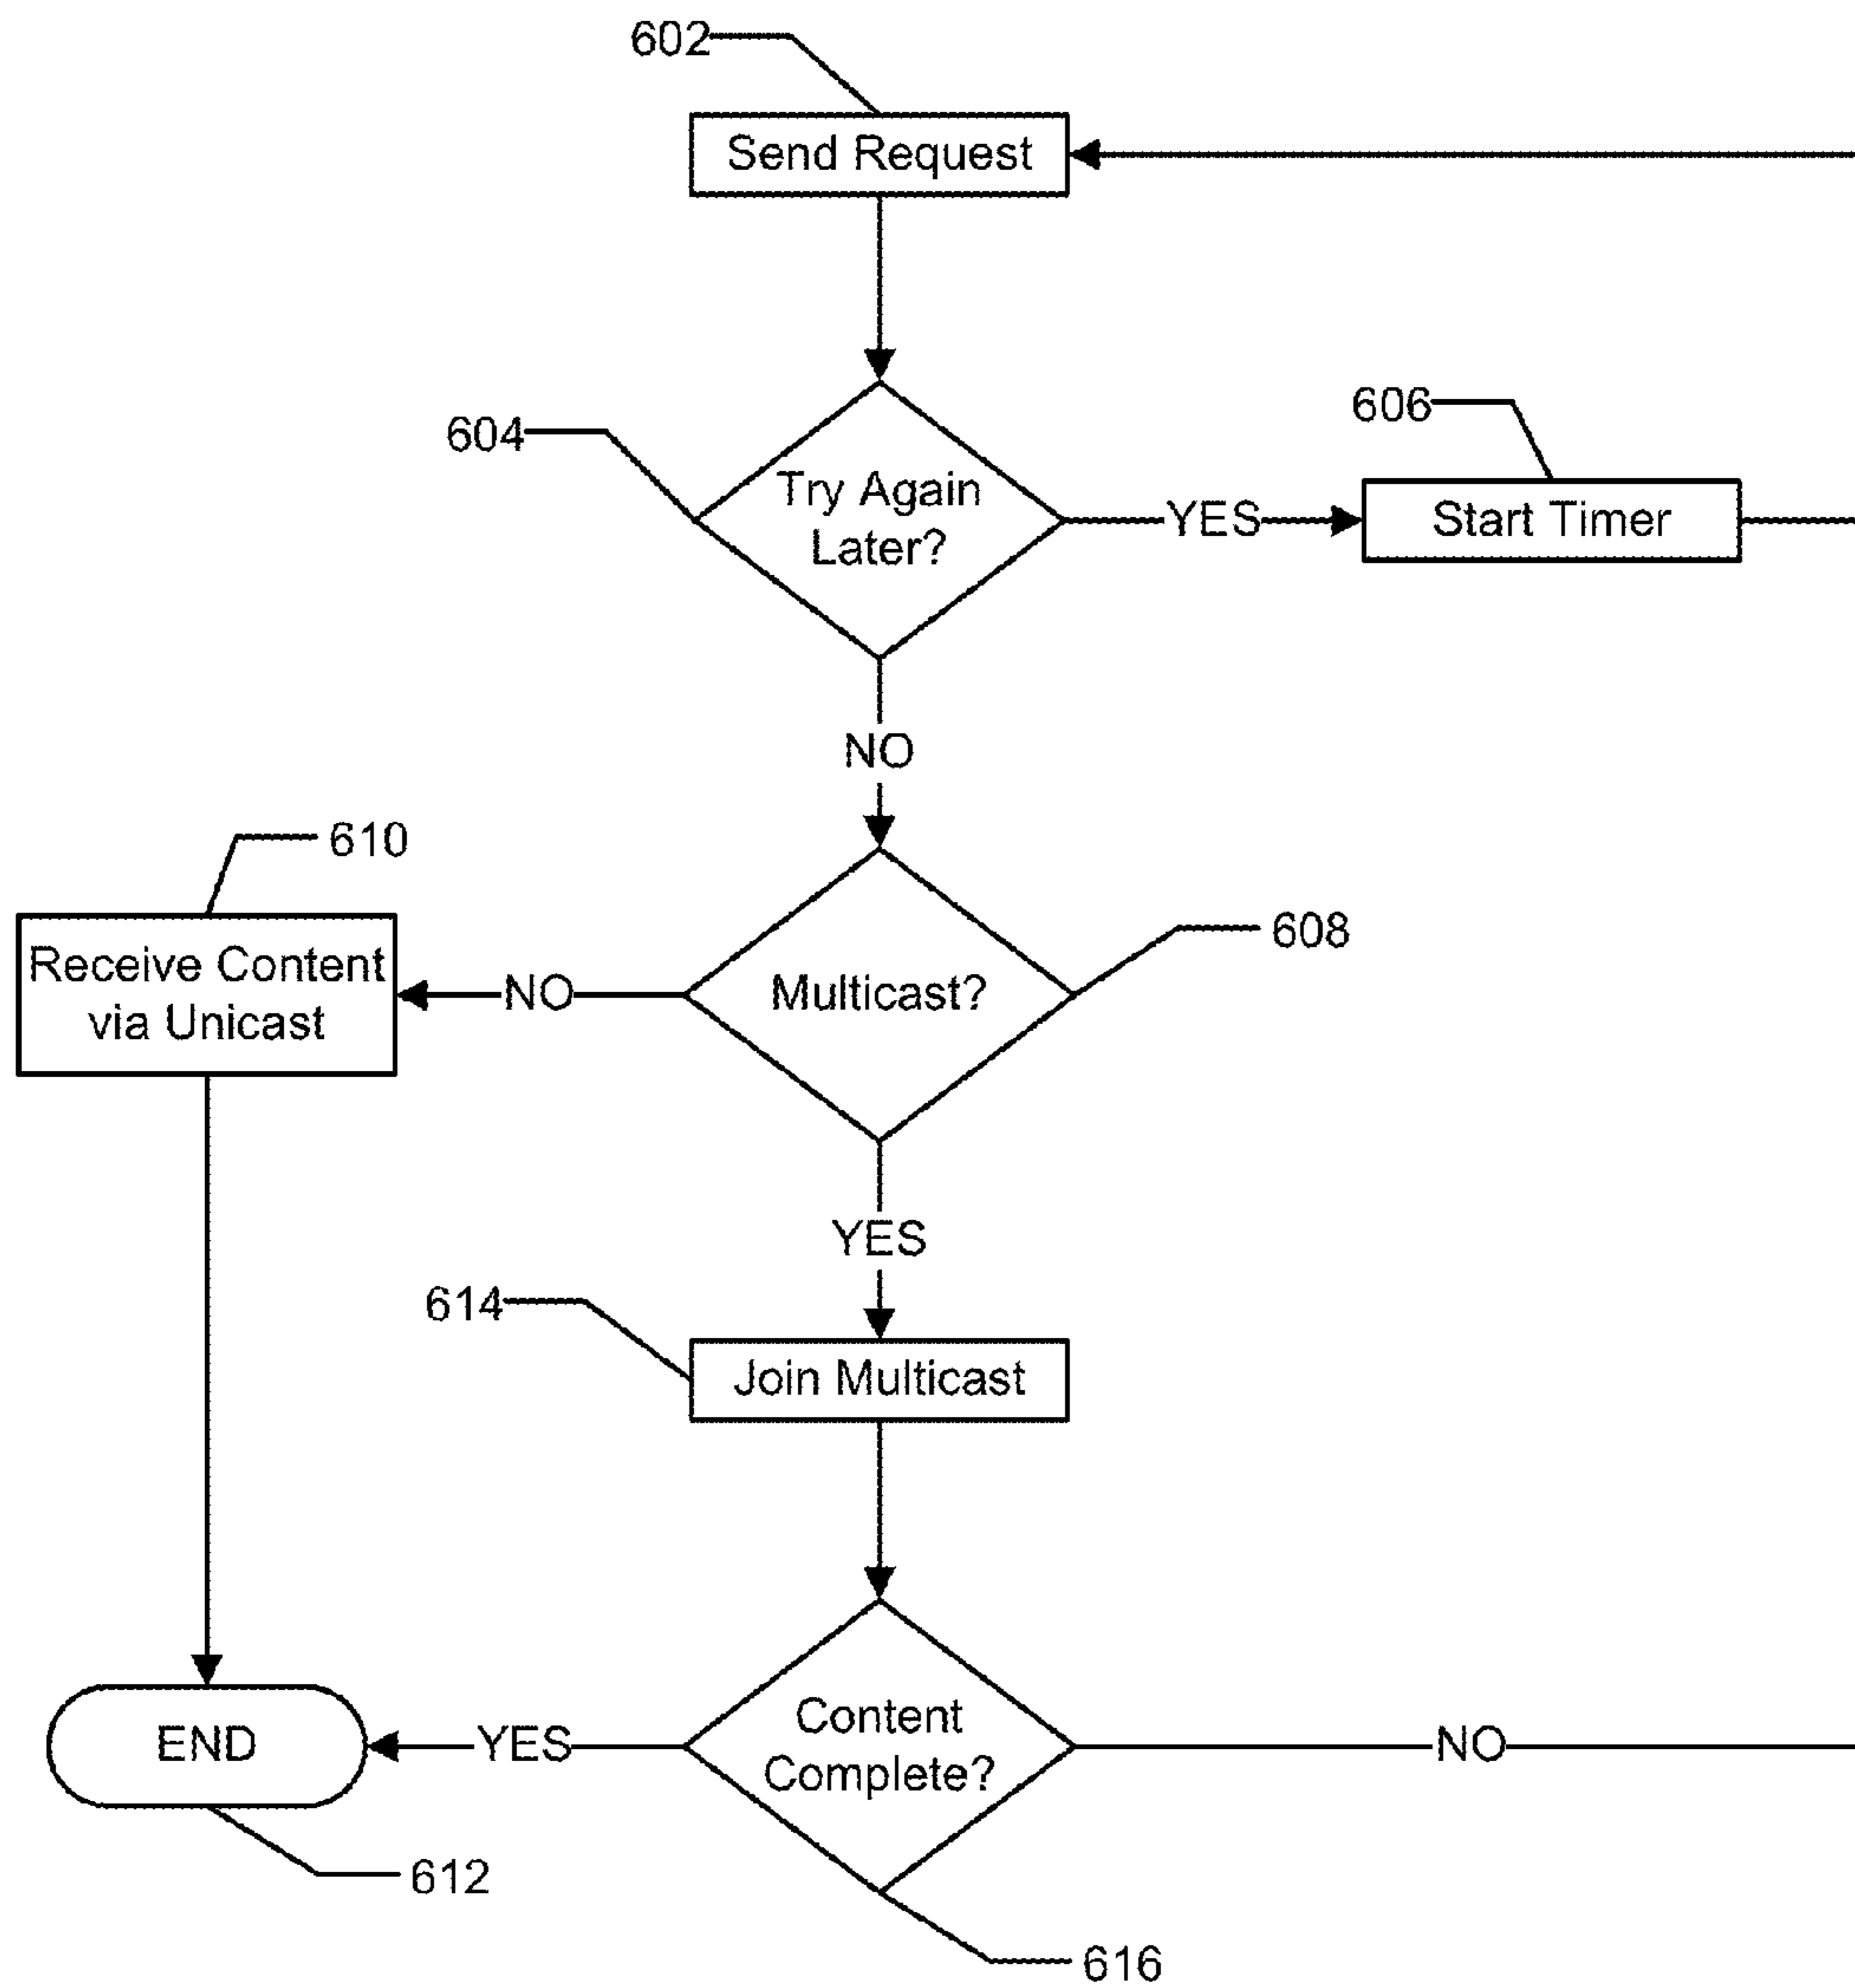 602
Send Request
604
Try Again
Later?
YES
606
Start Timer
NO
610
Receive Content
via Unicast
NO
Multicast?
608
YES
614
Join Multicast
END
YES
Content
Complete?
NO
612
616